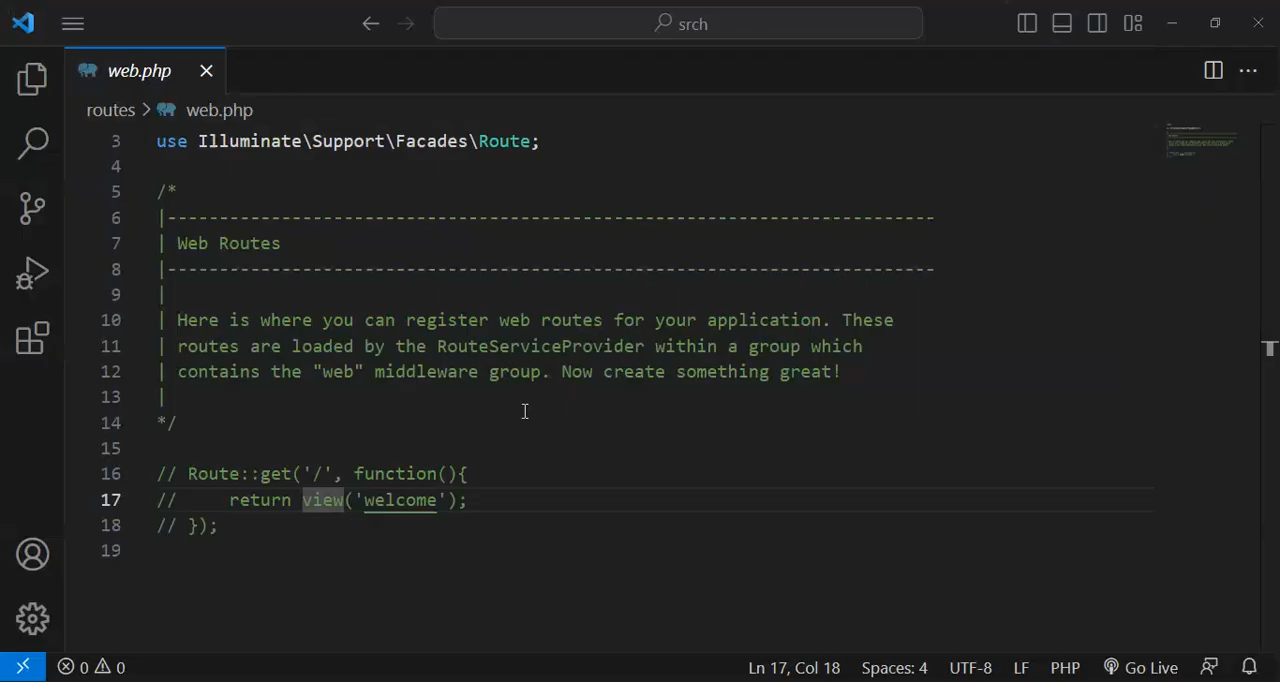 srch
web.php
routes > web.php
3 use Illuminate\Support\Facades\Route;
4
5 /*
6 |--------------------------------------------------------------------------
7 | Web Routes
8 |--------------------------------------------------------------------------
9 |
10 | Here is where you can register web routes for your application. These
11 | routes are loaded by the RouteServiceProvider within a group which
12 | contains the "web" middleware group. Now create something great!
13 |
14 */
15
16 // Route::get('/', function(){
17 //     return view('welcome');
18 // });
19
0 0 Ln 17, Col 18 Spaces: 4 UTF-8 LF PHP Go Live